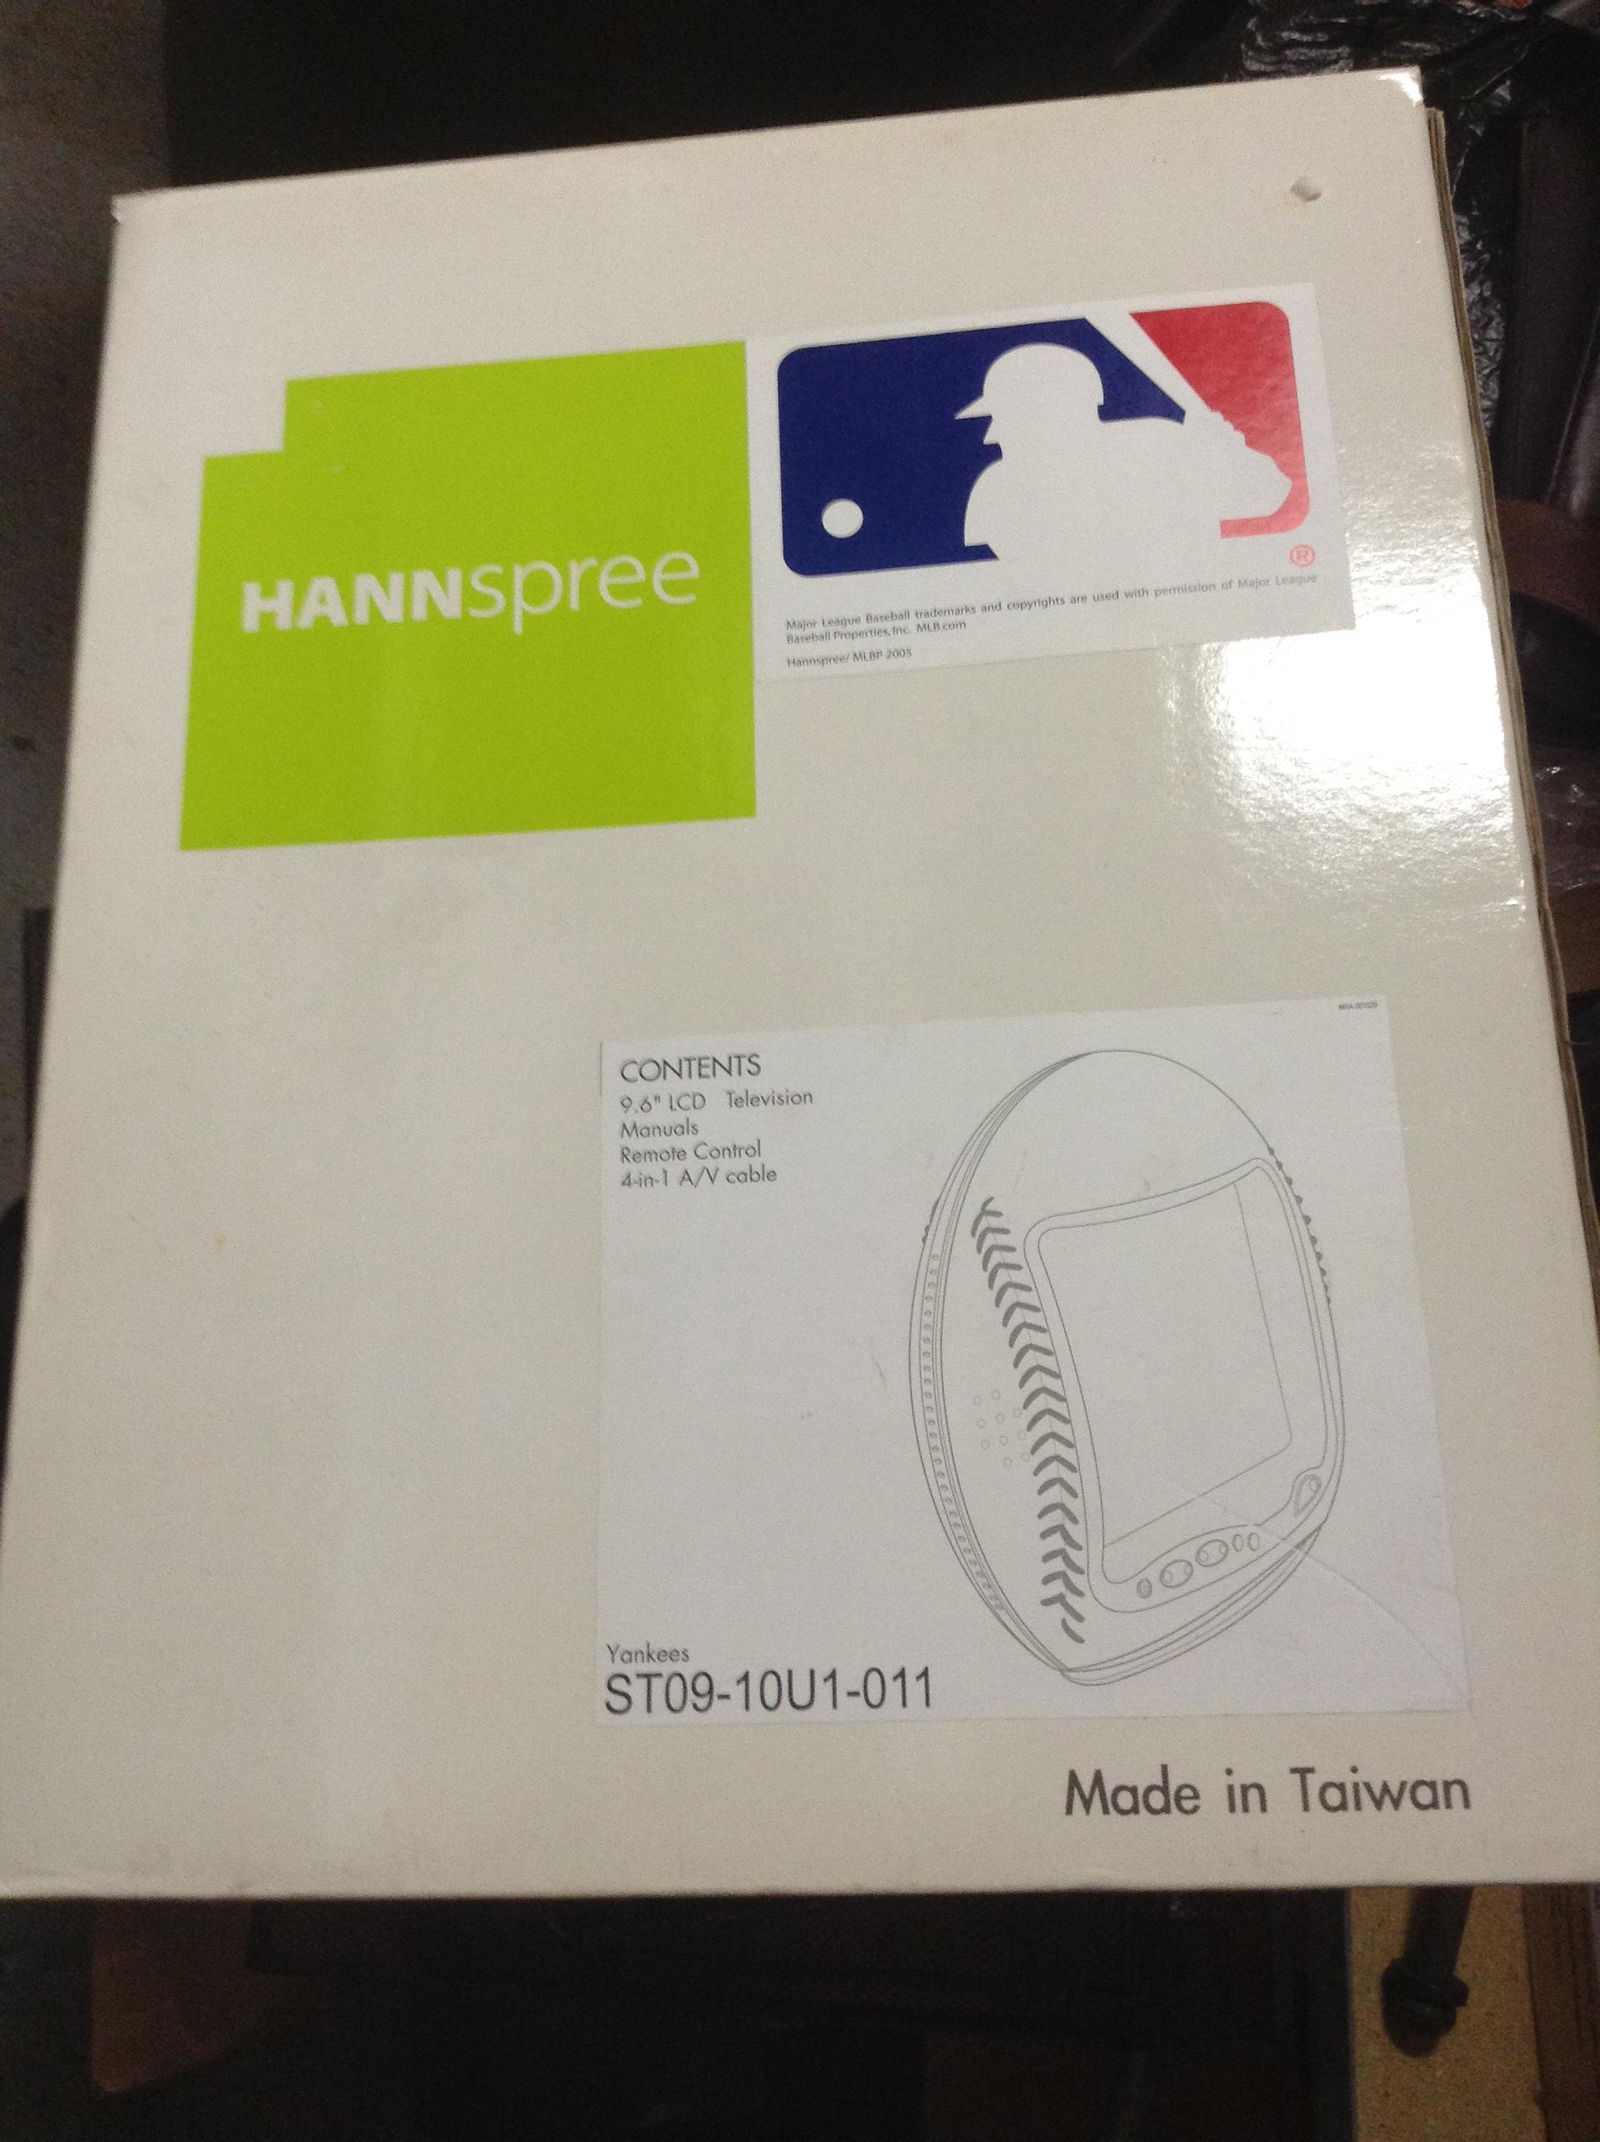 HANNspree
®
Major League Baseball trademarks and copyrights are used with permission of Major League
Baseball Properties, Inc. MLB.com
Hannspree/ MLBP 2005
CONTENTS
9.6" LCD Television
Manuals
Remote Control
4-in-1 A/V cable
Yankees
ST09-10U1-011
Made in Taiwan